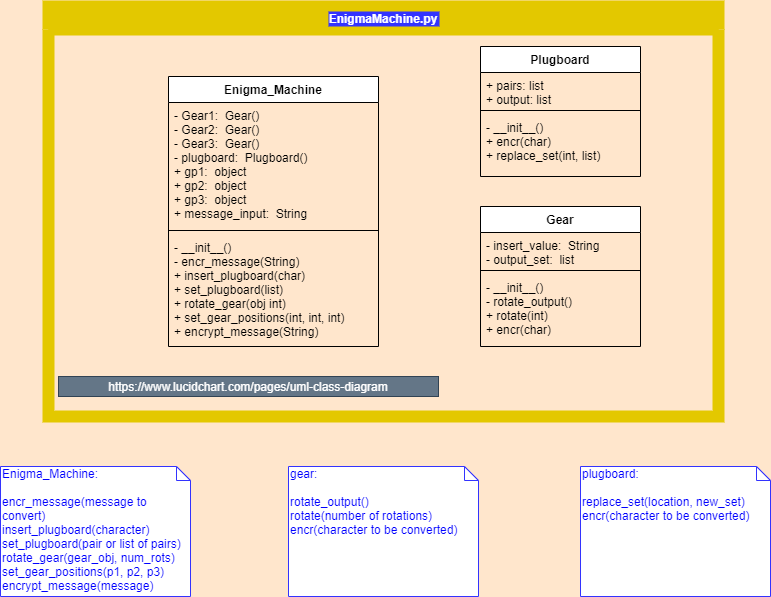 EnigmaMachine.py
Enigma_Machine
- Gear1:  Gear()
- Gear2:  Gear()
- Gear3:  Gear()
- plugboard:  Plugboard()
+ gp1:  object
+ gp2:  object
+ gp3:  object
+ message_input:  String
- __init__()
- encr_message(String)
+ insert_plugboard(char)
+ set_plugboard(list)
+ rotate_gear(obj int)
+ set_gear_positions(int, int, int)
+ encrypt_message(String)
Plugboard
+ pairs: list
+ output: list
- __init__()
+ encr(char)
+ replace_set(int, list)
Gear
- insert_value:  String
- output_set:  list
- __init__()
- rotate_output()
+ rotate(int)
+ encr(char)
https://www.lucidchart.com/pages/uml-class-diagram
Enigma_Machine:
encr_message(message to
convert)
insert_plugboard(character)
set_plugboard(pair or list of pairs)
rotate_gear(gear_obj, num_rots)
set_gear_positions(p1, p2, p3)
encrypt_message(message)
gear:
rotate_output()
rotate(number of rotations)
encr(character to be converted)
plugboard:
replace_set(location, new_set)
encr(character to be converted)